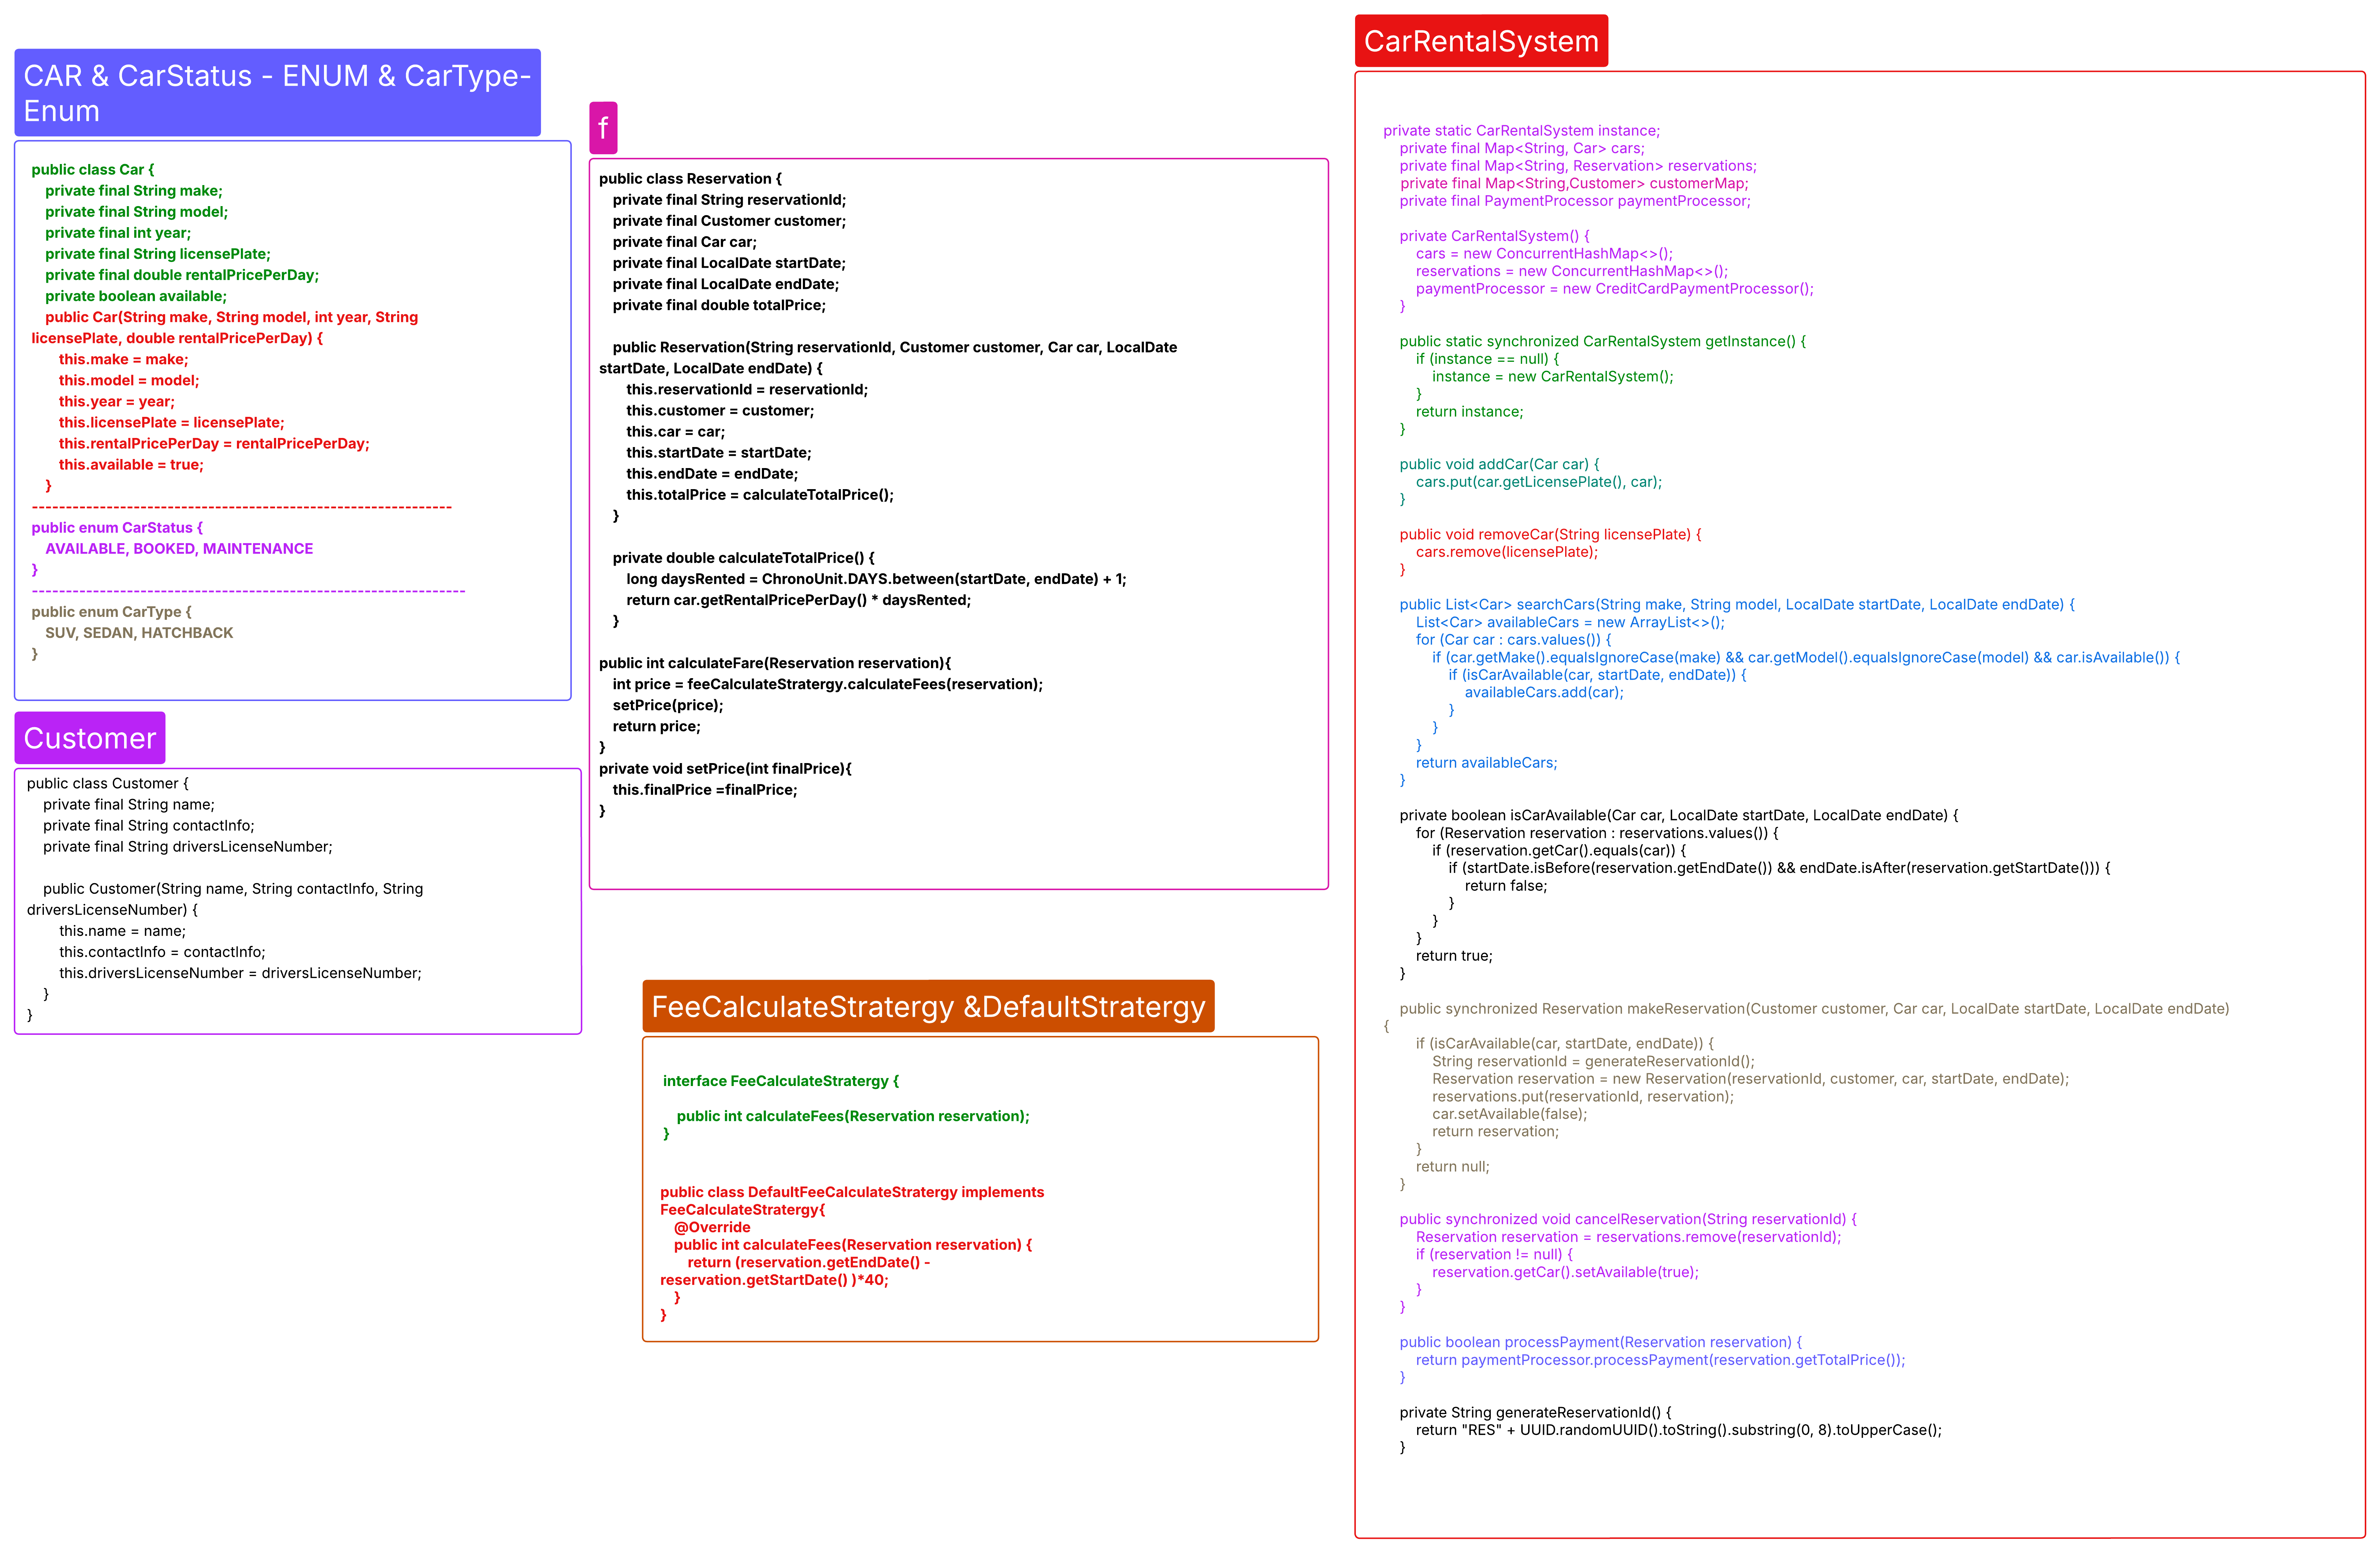 CAR & CarStatus - ENUM & CarType-
Enum
public class Car {
    private final String make;
    private final String model;
    private final int year;
    private final String licensePlate;
    private final double rentalPricePerDay;
    private boolean available;
    public Car(String make, String model, int year, String
licensePlate, double rentalPricePerDay) {
        this.make = make;
        this.model = model;
        this.year = year;
        this.licensePlate = licensePlate;
        this.rentalPricePerDay = rentalPricePerDay;
        this.available = true;
    }
--------------------------------------------------------------
public enum CarStatus {
    AVAILABLE, BOOKED, MAINTENANCE
}
----------------------------------------------------------------
public enum CarType {
    SUV, SEDAN, HATCHBACK
}
Customer
public class Customer {
    private final String name;
    private final String contactInfo;
    private final String driversLicenseNumber;
    public Customer(String name, String contactInfo, String
driversLicenseNumber) {
        this.name = name;
        this.contactInfo = contactInfo;
        this.driversLicenseNumber = driversLicenseNumber;
    }
}
f
public class Reservation {
    private final String reservationId;
    private final Customer customer;
    private final Car car;
    private final LocalDate startDate;
    private final LocalDate endDate;
    private final double totalPrice;
    public Reservation(String reservationId, Customer customer, Car car, LocalDate
startDate, LocalDate endDate) {
        this.reservationId = reservationId;
        this.customer = customer;
        this.car = car;
        this.startDate = startDate;
        this.endDate = endDate;
        this.totalPrice = calculateTotalPrice();
    }
    private double calculateTotalPrice() {
        long daysRented = ChronoUnit.DAYS.between(startDate, endDate) + 1;
        return car.getRentalPricePerDay() * daysRented;
    }
public int calculateFare(Reservation reservation){
    int price = feeCalculateStratergy.calculateFees(reservation);
    setPrice(price);
    return price;
}
private void setPrice(int finalPrice){
    this.finalPrice =finalPrice;
}
FeeCalculateStratergy &DefaultStratergy
interface FeeCalculateStratergy {
    public int calculateFees(Reservation reservation);
}
public class DefaultFeeCalculateStratergy implements
FeeCalculateStratergy{
    @Override
    public int calculateFees(Reservation reservation) {
        return (reservation.getEndDate() -
reservation.getStartDate() )*40;
    }
}
CarRentalSystem
private static CarRentalSystem instance;
    private final Map<String, Car> cars;
    private final Map<String, Reservation> reservations;
    private final Map<String,Customer> customerMap;
    private final PaymentProcessor paymentProcessor;
    private CarRentalSystem() {
        cars = new ConcurrentHashMap<>();
        reservations = new ConcurrentHashMap<>();
        paymentProcessor = new CreditCardPaymentProcessor();
    }
    public static synchronized CarRentalSystem getInstance() {
        if (instance == null) {
            instance = new CarRentalSystem();
        }
        return instance;
    }
    public void addCar(Car car) {
        cars.put(car.getLicensePlate(), car);
    }
    public void removeCar(String licensePlate) {
        cars.remove(licensePlate);
    }
    public List<Car> searchCars(String make, String model, LocalDate startDate, LocalDate endDate) {
        List<Car> availableCars = new ArrayList<>();
        for (Car car : cars.values()) {
            if (car.getMake().equalsIgnoreCase(make) && car.getModel().equalsIgnoreCase(model) && car.isAvailable()) {
                if (isCarAvailable(car, startDate, endDate)) {
                    availableCars.add(car);
                }
            }
        }
        return availableCars;
    }
    private boolean isCarAvailable(Car car, LocalDate startDate, LocalDate endDate) {
        for (Reservation reservation : reservations.values()) {
            if (reservation.getCar().equals(car)) {
                if (startDate.isBefore(reservation.getEndDate()) && endDate.isAfter(reservation.getStartDate())) {
                    return false;
                }
            }
        }
        return true;
    }
    public synchronized Reservation makeReservation(Customer customer, Car car, LocalDate startDate, LocalDate endDate)
{
        if (isCarAvailable(car, startDate, endDate)) {
            String reservationId = generateReservationId();
            Reservation reservation = new Reservation(reservationId, customer, car, startDate, endDate);
            reservations.put(reservationId, reservation);
            car.setAvailable(false);
            return reservation;
        }
        return null;
    }
    public synchronized void cancelReservation(String reservationId) {
        Reservation reservation = reservations.remove(reservationId);
        if (reservation != null) {
            reservation.getCar().setAvailable(true);
        }
    }
    public boolean processPayment(Reservation reservation) {
        return paymentProcessor.processPayment(reservation.getTotalPrice());
    }
    private String generateReservationId() {
        return "RES" + UUID.randomUUID().toString().substring(0, 8).toUpperCase();
    }